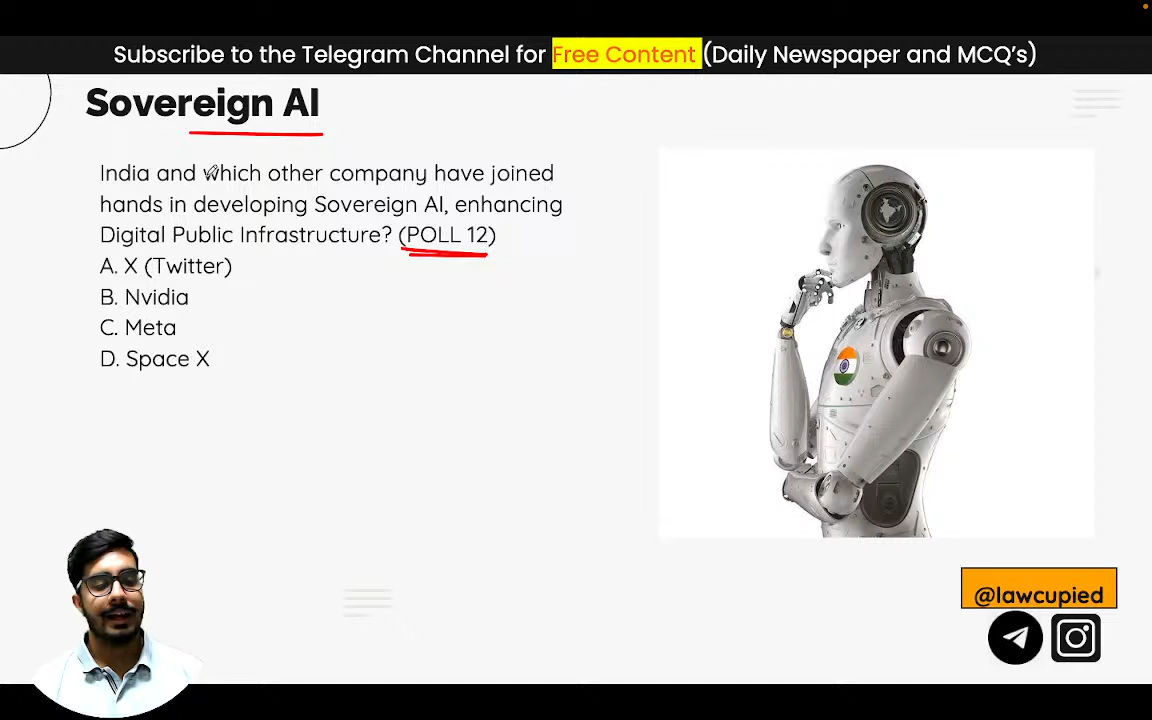 Subscribe to the Telegram Channel for Free Content (Daily Newspaper and MCQ's)
Sovereign AI
India and which other company have joined
hands in developing Sovereign AI, enhancing
Digital Public Infrastructure? (POLL 12)
A. X (Twitter)
B. Nvidia
C. Meta
D. Space X
@lawcupied